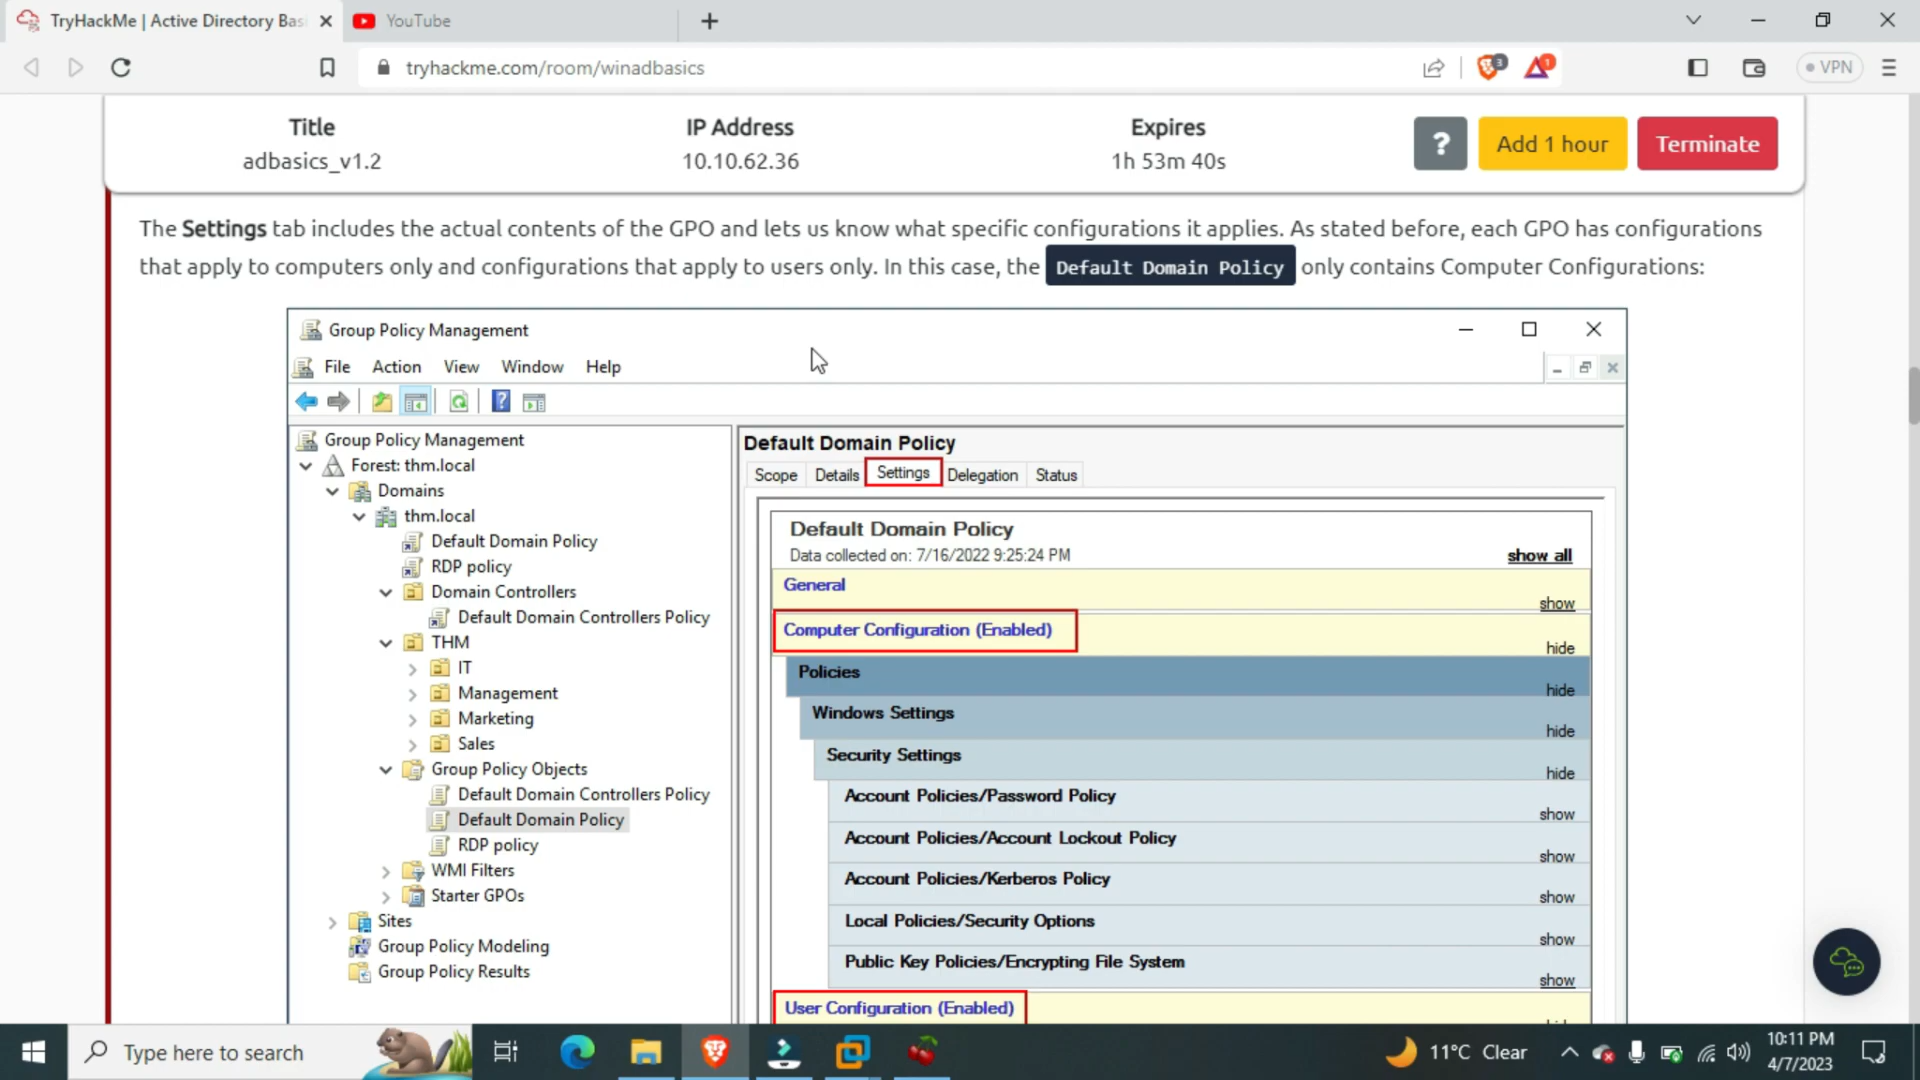 TryHackMe | Active Directory Bas
YouTube
tryhackme.com/room/winadbasics
3
1
VPN
Title
IP Address
Expires
adbasics_v1.2
10.10.62.36
1h 53m 40s
?
Add 1 hour
Terminate
The Settings tab includes the actual contents of the GPO and lets us know what specific configurations it applies. As stated before, each GPO has configurations
that apply to computers only and configurations that apply to users only. In this case, the Default Domain Policy only contains Computer Configurations:
Group Policy Management
File Action View Window Help
Group Policy Management
Forest: thm.local
Domains
thm.local
Default Domain Policy
RDP policy
Domain Controllers
Default Domain Controllers Policy
THM
IT
Management
Marketing
Sales
Group Policy Objects
Default Domain Controllers Policy
Default Domain Policy
RDP policy
WMI Filters
Starter GPOs
Sites
Group Policy Modeling
Group Policy Results
Default Domain Policy
Scope Details Settings Delegation Status
Default Domain Policy
Data collected on: 7/16/2022 9:25:24 PM
show all
General
show
Computer Configuration (Enabled)
hide
Policies
hide
Windows Settings
hide
Security Settings
hide
Account Policies/Password Policy
show
Account Policies/Account Lockout Policy
show
Account Policies/Kerberos Policy
show
Local Policies/Security Options
show
Public Key Policies/Encrypting File System
show
User Configuration (Enabled)
Type here to search
11°C Clear
10:11 PM
4/7/2023